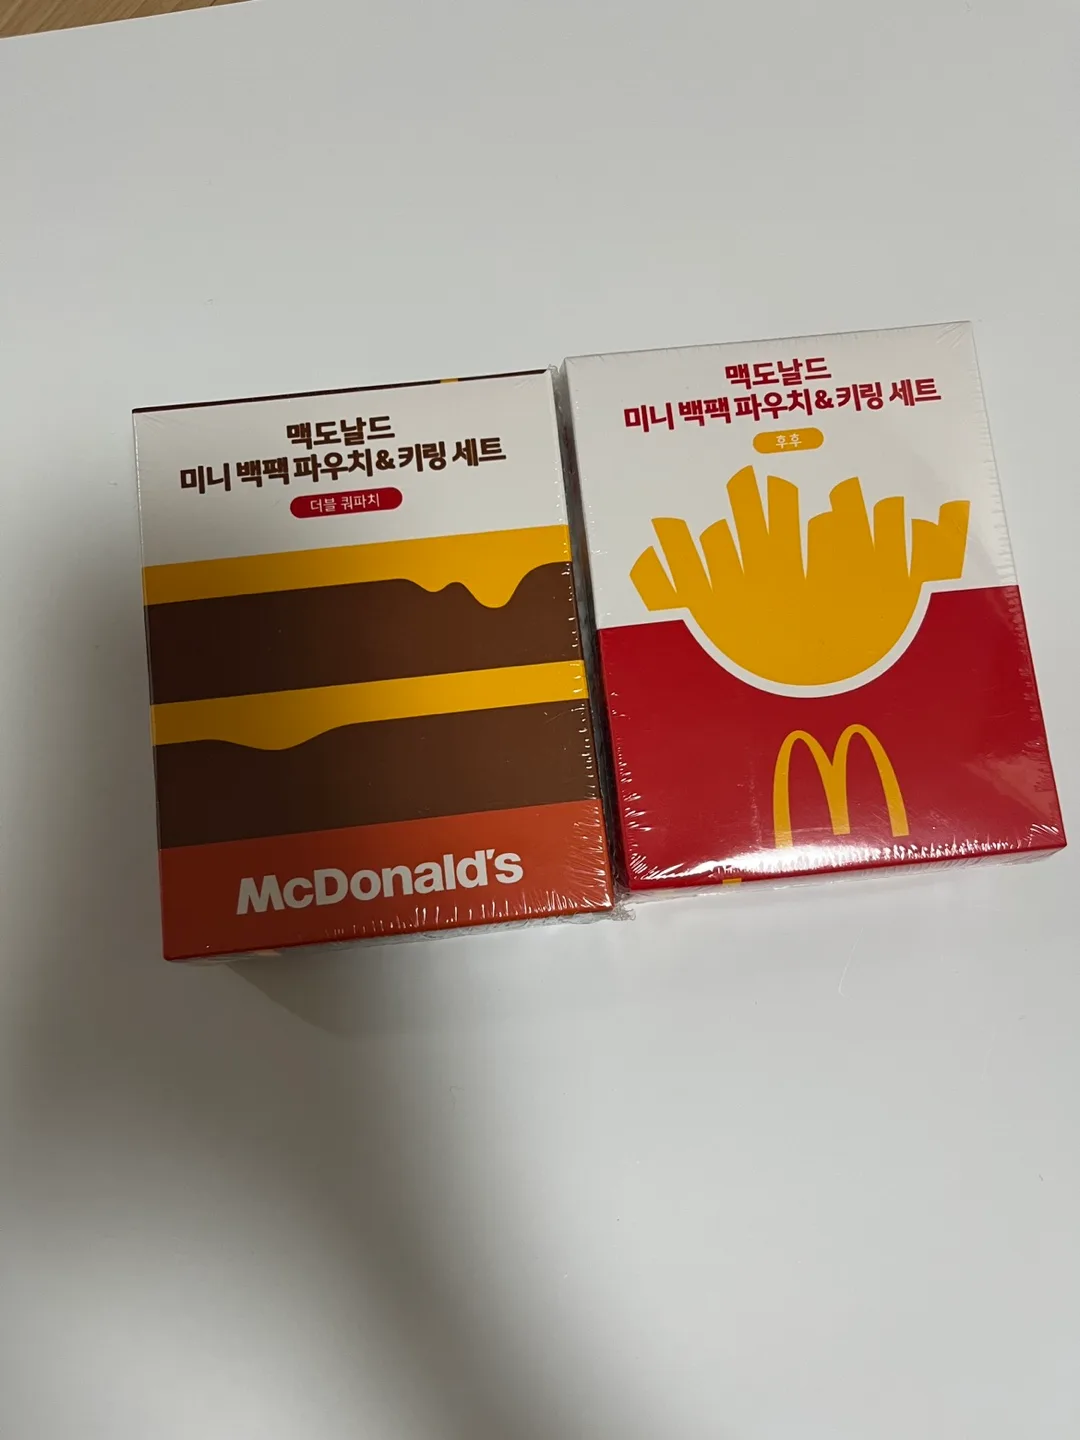 맥도날드
미니 백팩 파우치&키링 세트
더블 쿼파치
McDonald's
맥도날드
미니 백팩 파우치&키링 세트
후후